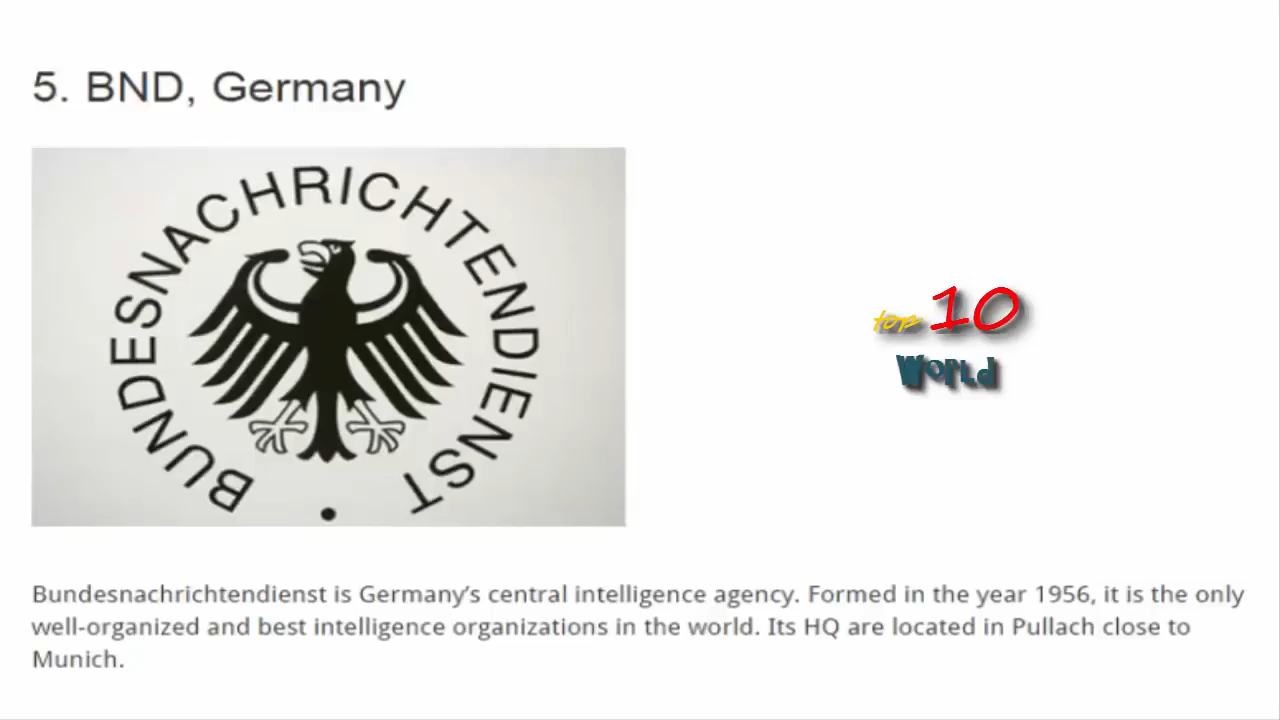 5. BND, Germany
BUNDESNACHRICHTENDIENST
top 10
World
Bundesnachrichtendienst is Germany’s central intelligence agency. Formed in the year 1956, it is the only
well-organized and best intelligence organizations in the world. Its HQ are located in Pullach close to
Munich.